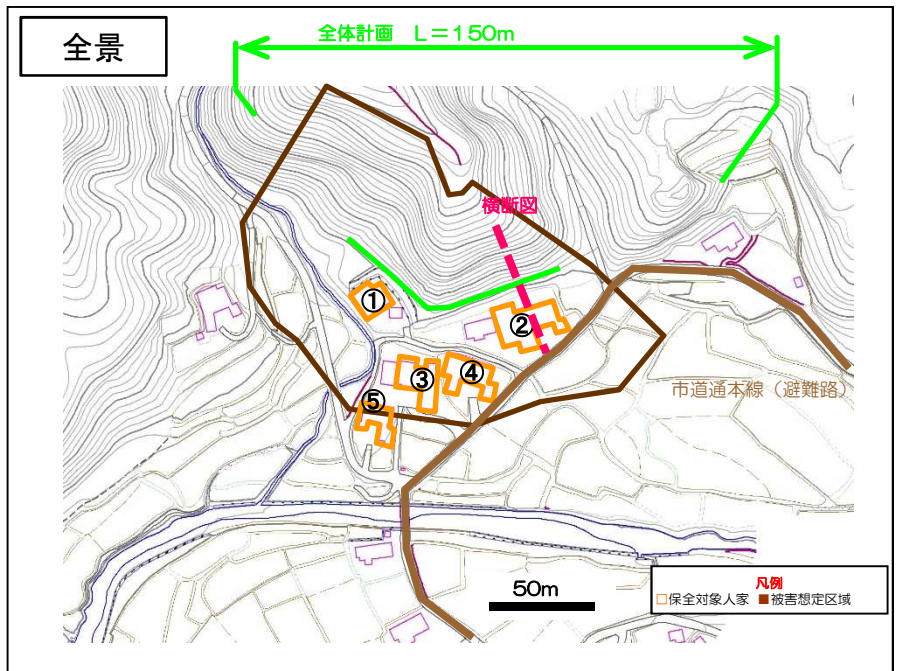 全景
全体計画 L=150m
横断図
①
②
③
④
⑤
市道通本線（避難路）
50m
凡例
□保全対象人家 ■被害想定区域